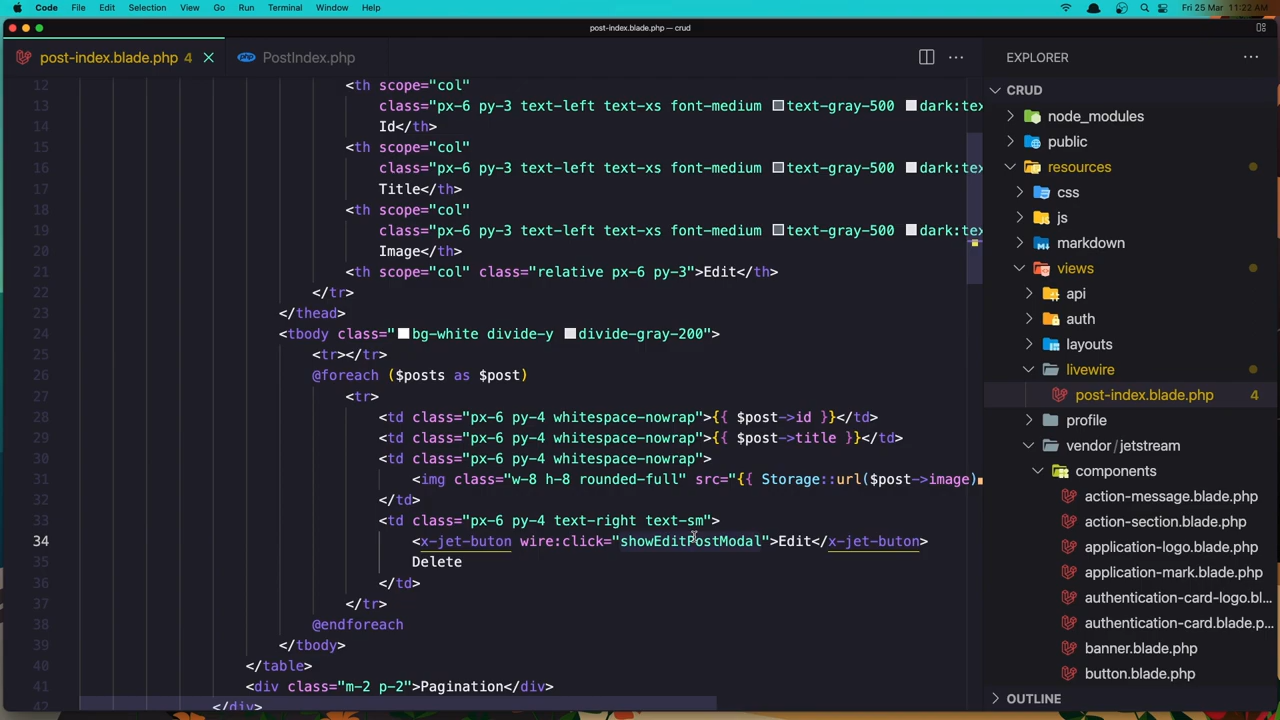 Code File Edit Selection View Go Run Terminal Window Help Fri 25 Mar 11:22 AM
post-index.blade.php — crud
post-index.blade.php 4 PostIndex.php
12 <th scope="col"
13 class="px-6 py-3 text-left text-xs font-medium text-gray-500 dark:tex
14 Id</th>
15 <th scope="col"
16 class="px-6 py-3 text-left text-xs font-medium text-gray-500 dark:tex
17 Title</th>
18 <th scope="col"
19 class="px-6 py-3 text-left text-xs font-medium text-gray-500 dark:tex
20 Image</th>
21 <th scope="col" class="relative px-6 py-3">Edit</th>
22 </tr>
23 </thead>
24 <tbody class="bg-white divide-y divide-gray-200">
25 <tr></tr>
26 @foreach ($posts as $post)
27 <tr>
28 <td class="px-6 py-4 whitespace-nowrap">{{ $post->id }}</td>
29 <td class="px-6 py-4 whitespace-nowrap">{{ $post->title }}</td>
30 <td class="px-6 py-4 whitespace-nowrap">
31 <img class="w-8 h-8 rounded-full" src="{{ Storage::url($post->image)
32 </td>
33 <td class="px-6 py-4 text-right text-sm">
34 <x-jet-buton wire:click="showEditPostModal">Edit</x-jet-buton>
35 Delete
36 </td>
37 </tr>
38 @endforeach
39 </tbody>
40 </table>
41 <div class="m-2 p-2">Pagination</div>
42 </div>
EXPLORER
CRUD
node_modules
public
resources
css
js
markdown
views
api
auth
layouts
livewire
post-index.blade.php 4
profile
vendor/jetstream
components
action-message.blade.php
action-section.blade.php
application-logo.blade.php
application-mark.blade.php
authentication-card-logo.bl...
authentication-card.blade.p...
banner.blade.php
button.blade.php
OUTLINE